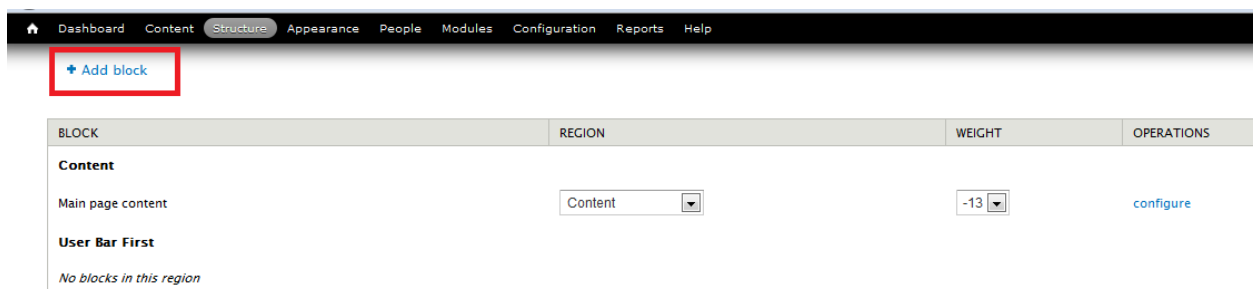 Dashboard Content Structure Appearance People Modules Configuration Reports Help
+ Add block
BLOCK REGION WEIGHT OPERATIONS
Content
Main page content Content -13 configure
User Bar First
No blocks in this region